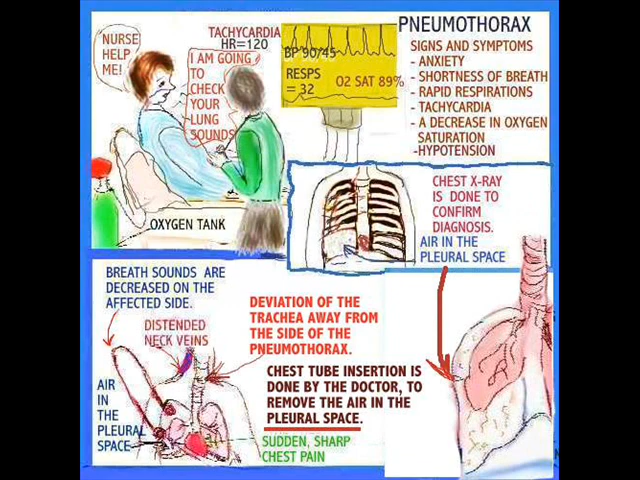 NURSE
HELP
ME!
TACHYCARDIA
HR=120
I AM GOING
TO
CHECK
YOUR
LUNG
SOUNDS
BP 90/45
RESPS
= 32
O2 SAT 89%
OXYGEN TANK
PNEUMOTHORAX
SIGNS AND SYMPTOMS
- ANXIETY
- SHORTNESS OF BREATH
- RAPID RESPIRATIONS
- TACHYCARDIA
- A DECREASE IN OXYGEN
SATURATION
-HYPOTENSION
CHEST X-RAY
IS DONE TO
CONFIRM
DIAGNOSIS.
AIR IN THE
PLEURAL SPACE
BREATH SOUNDS ARE
DECREASED ON THE
AFFECTED SIDE.
DISTENDED
NECK VEINS
DEVIATION OF THE
TRACHEA AWAY FROM
THE SIDE OF THE
PNEUMOTHORAX.
CHEST TUBE INSERTION IS
DONE BY THE DOCTOR, TO
REMOVE THE AIR IN THE
PLEURAL SPACE.
AIR
IN
THE
PLEURAL
SPACE
SUDDEN, SHARP
CHEST PAIN